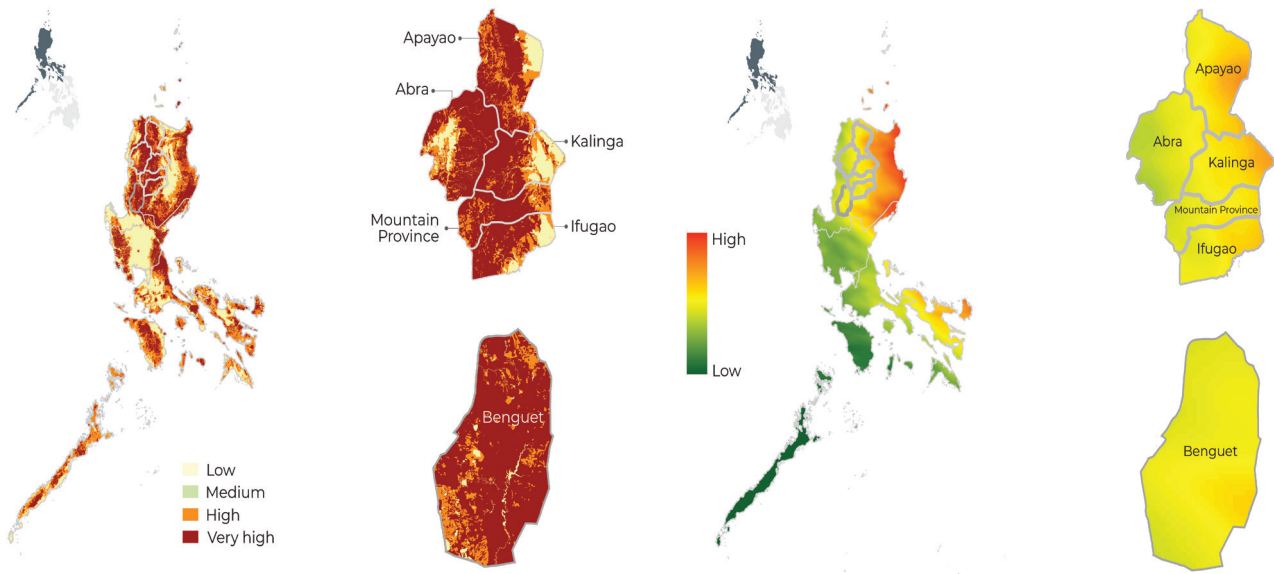 Apayao
Abra
Kalinga
Mountain
Province
Ifugao
Benguet
Low
Medium
High
Very high
High
Low
Apayao
Abra
Kalinga
Mountain Province
Ifugao
Benguet